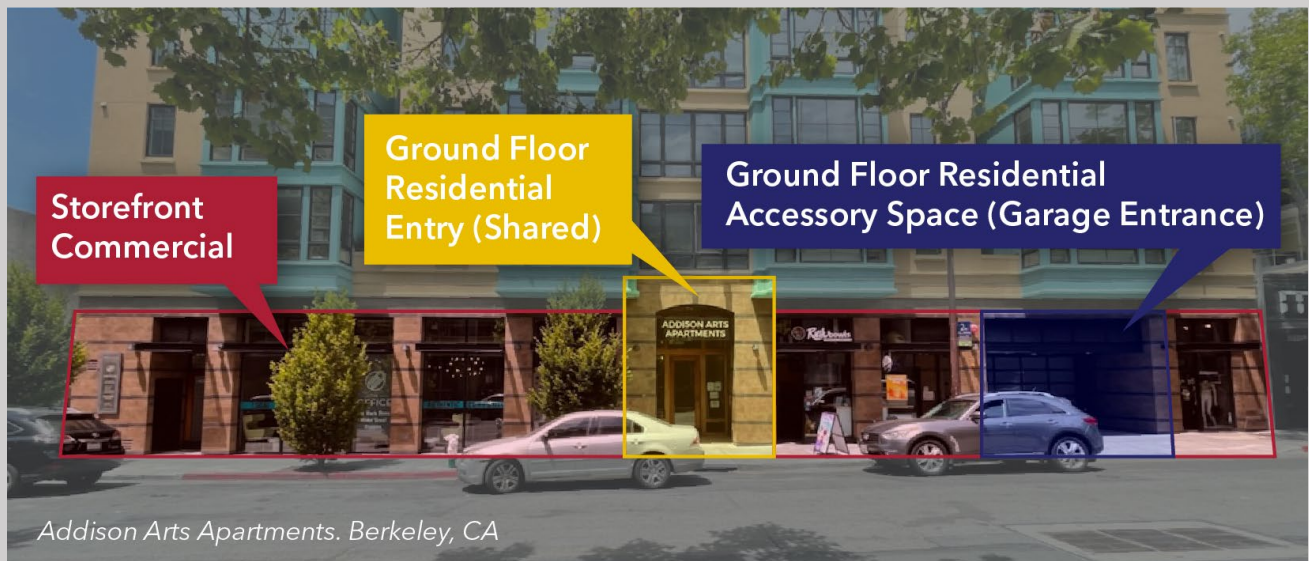 Ground Floor
Residential
Entry (Shared)
Ground Floor Residential
Accessory Space (Garage Entrance)
Storefront
Commercial
ADDISON ARTS
APARTMENTS
Addison Arts Apartments. Berkeley, CA